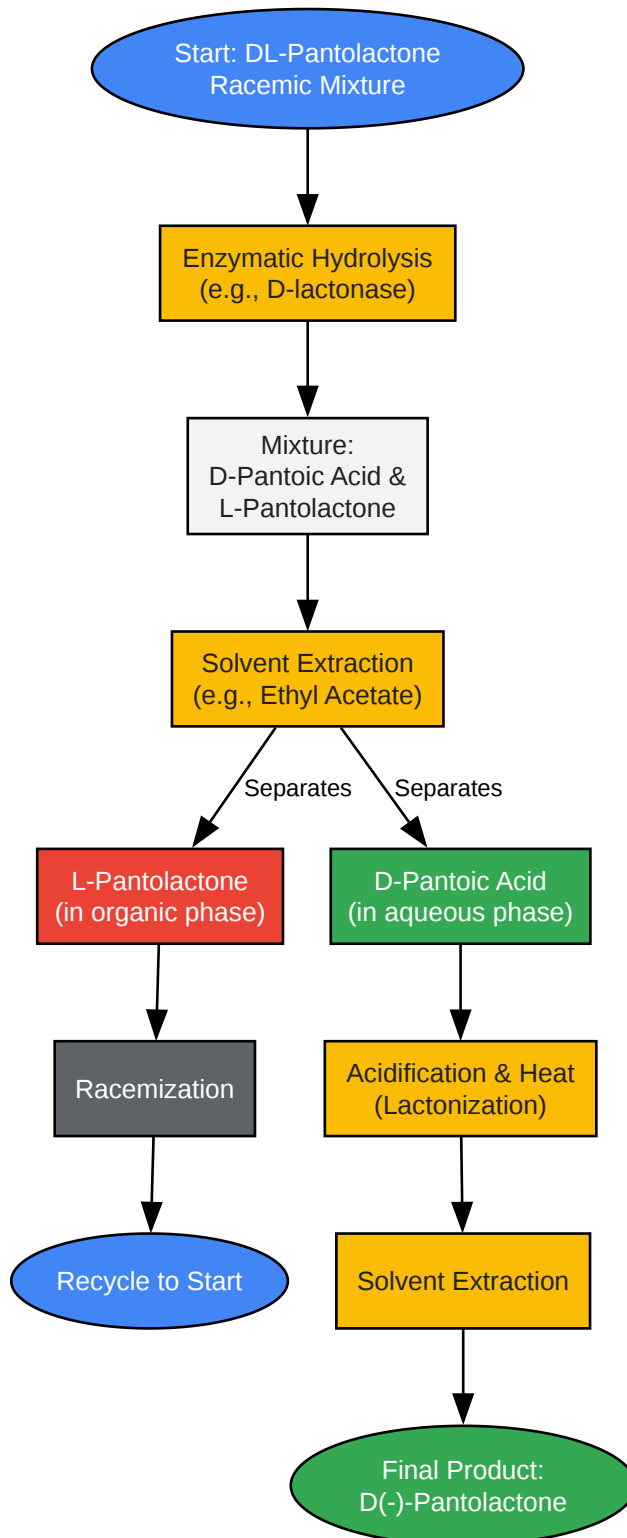 Start: DL-Pantolactone
Racemic Mixture
Enzymatic Hydrolysis
(e.g., D-lactonase)
Mixture:
D-Pantoic Acid &
L-Pantolactone
Solvent Extraction
(e.g., Ethyl Acetate)
Separates
Separates
L-Pantolactone
(in organic phase)
D-Pantoic Acid
(in aqueous phase)
Racemization
Acidification & Heat
(Lactonization)
Recycle to Start
Solvent Extraction
Final Product:
D(-)-Pantolactone